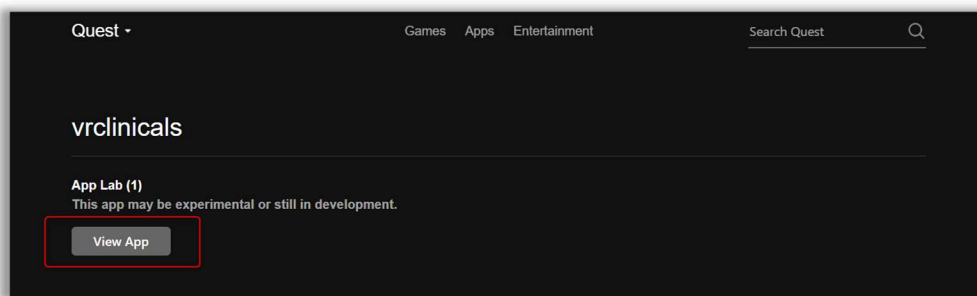 Quest
Games Apps Entertainment
Search Quest
vrclinicals
App Lab (1)
This app may be experimental or still in development.
View App